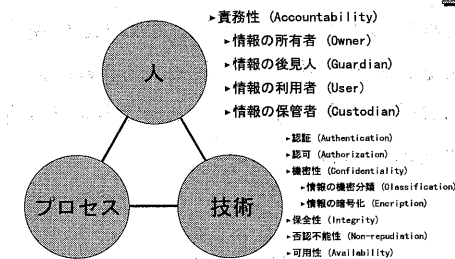 ▸責務性 (Accountability)
▸情報の所有者 (Owner)
▸情報の後見人 (Guardian)
▸情報の利用者 (User)
▸情報の保管者 (Custodian)
人
▸認証 (Authentication)
▸認可 (Authorization)
▸機密性 (Confidentiality)
▸情報の機密分類 (Classification)
▸情報の暗号化 (Encription)
▸保全性 (Integrity)
▸否認不能性 (Non-repudiation)
▸可用性 (Availability)
プロセス
技術